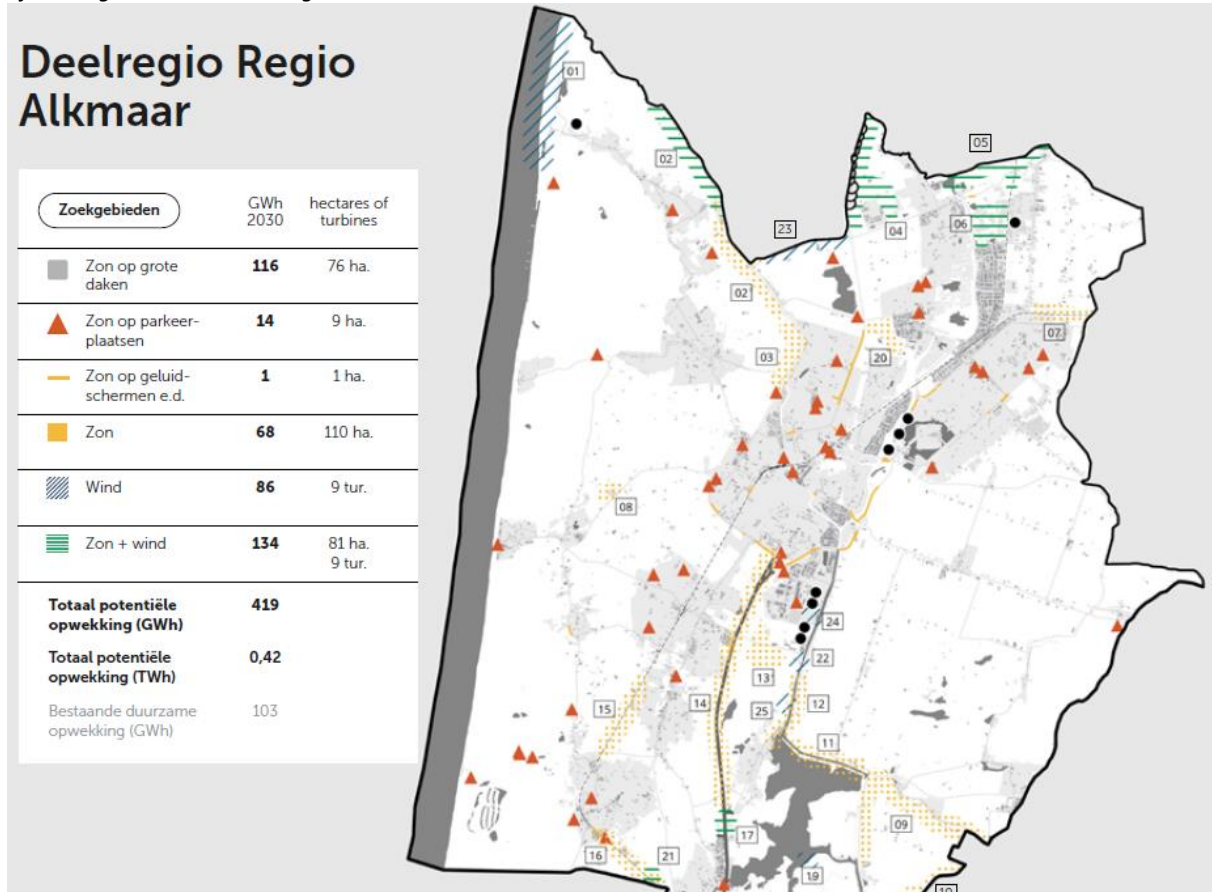 Deelregio Regio
Alkmaar
Zoekgebieden
GWh
2030
hectares of
turbines
Zon op grote
daken
116
76 ha.
Zon op parkeer-
plaatsen
14
9 ha.
Zon op geluid-
schermen e.d.
1
1 ha.
Zon
68
110 ha.
Wind
86
9 tur.
Zon + wind
134
81 ha.
9 tur.
Totaal potentiële
opwekking (GWh)
419
Totaal potentiële
opwekking (TWh)
0,42
Bestaande duurzame
opwekking (GWh)
103
01
02
05
23
04
06
02
03
20
07
08
24
22
13
15
14
25
12
11
09
17
16
21
19